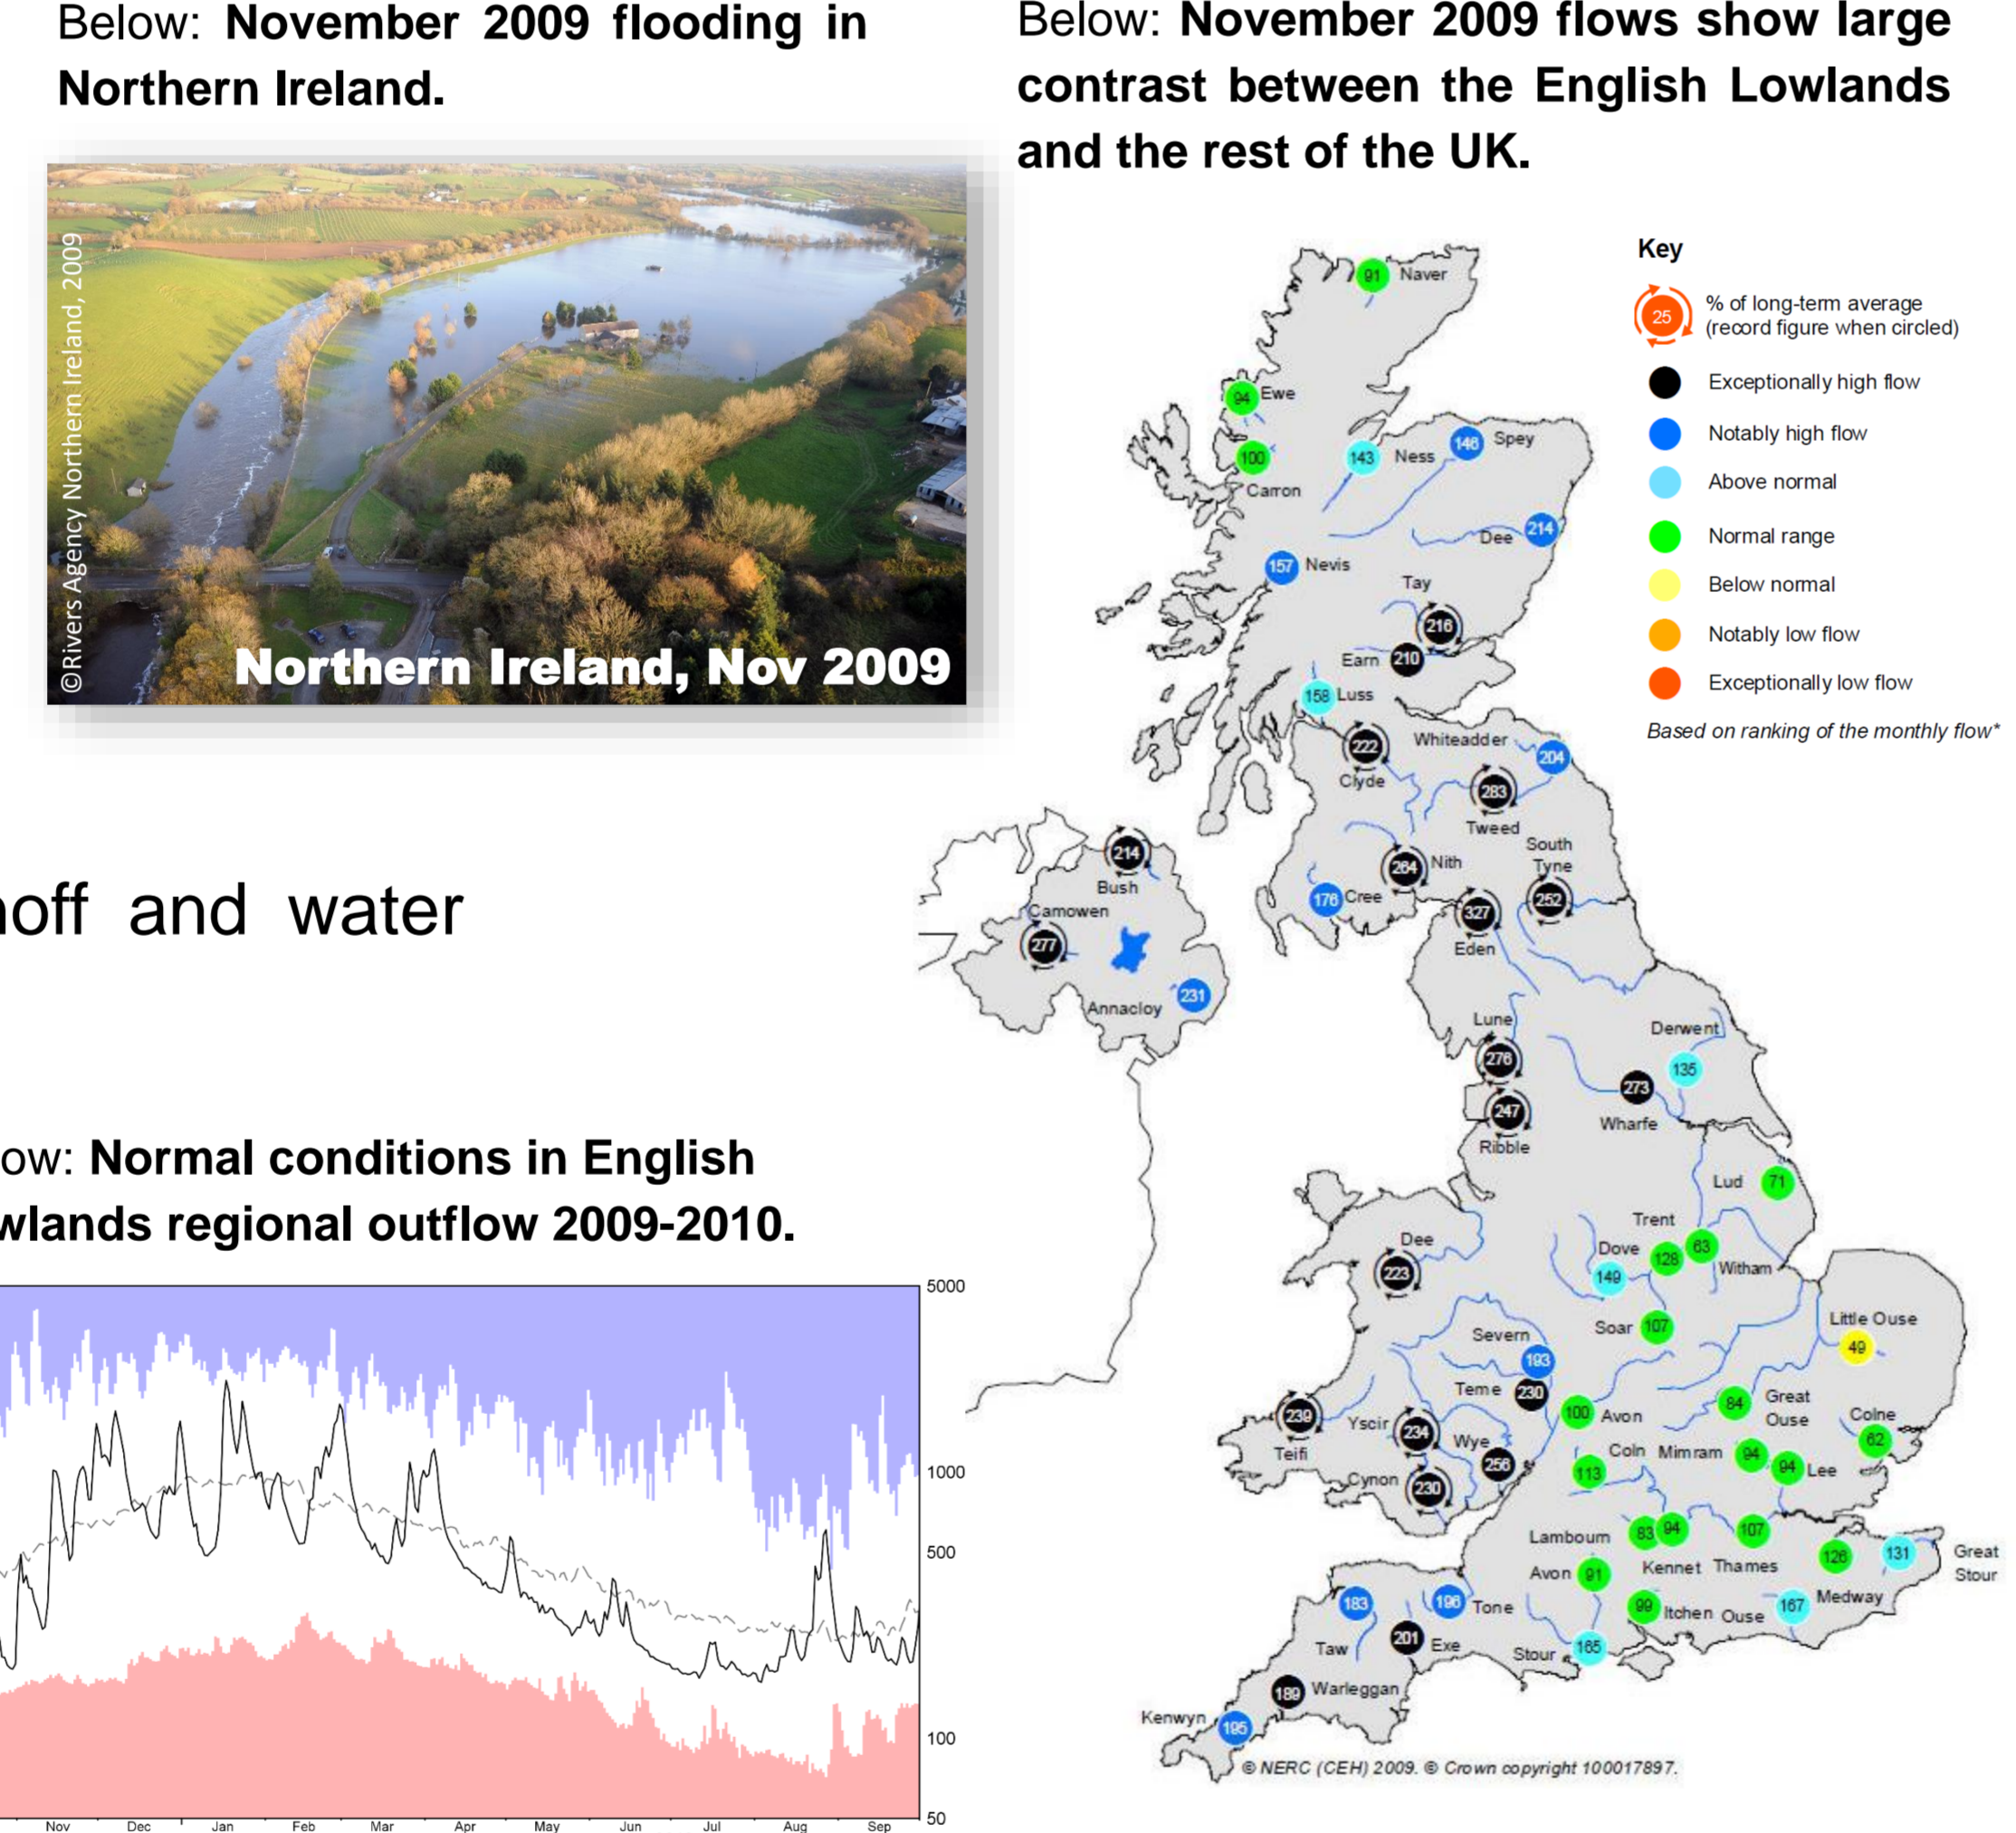 Below: November 2009 flooding in
Northern Ireland.
©Rivers Agency Northern Ireland, 2009
Northern Ireland, Nov 2009
noff and water
ow: Normal conditions in English
wlands regional outflow 2009-2010.
5000
1000
500
100
50
Nov Dec Jan Feb Mar Apr May Jun Jul Aug Sep
Below: November 2009 flows show large
contrast between the English Lowlands
and the rest of the UK.
Key
25 % of long-term average
(record figure when circled)
Exceptionally high flow
Notably high flow
Above normal
Normal range
Below normal
Notably low flow
Exceptionally low flow
Based on ranking of the monthly flow*
91 Naver
94 Ewe
100
Carron
143 Ness
146 Spey
Dee 214
157 Nevis
Tay
216
Earn 210
158 Luss
222
Clyde
Whiteadder
204
283
Tweed
264 Nith
South
Tyne
252
176 Cree
327
Eden
214
Bush
Camowen
277
Annacloy 231
Lune
276
247
Ribble
Derwent
135
273
Wharfe
Lud 71
Trent
128 63
Witham
Dove
149
Soar 107
Little Ouse
49
Dee
223
Severn
193
Teme 230
100 Avon
84 Great
Ouse
Colne
62
239
Teifi
Yscir 234
Wye
256
Cynon
230
Coln
113
Mimram 94
94 Lee
Lambourn 83
94
Kennet
107
Thames
126
Medway
131 Great
Stour
Avon 91
99 Itchen
Ouse 167
183
Taw
196 Tone
201 Exe
Stour 165
189 Warleggan
Kenwyn
195
© NERC (CEH) 2009. © Crown copyright 100017897.